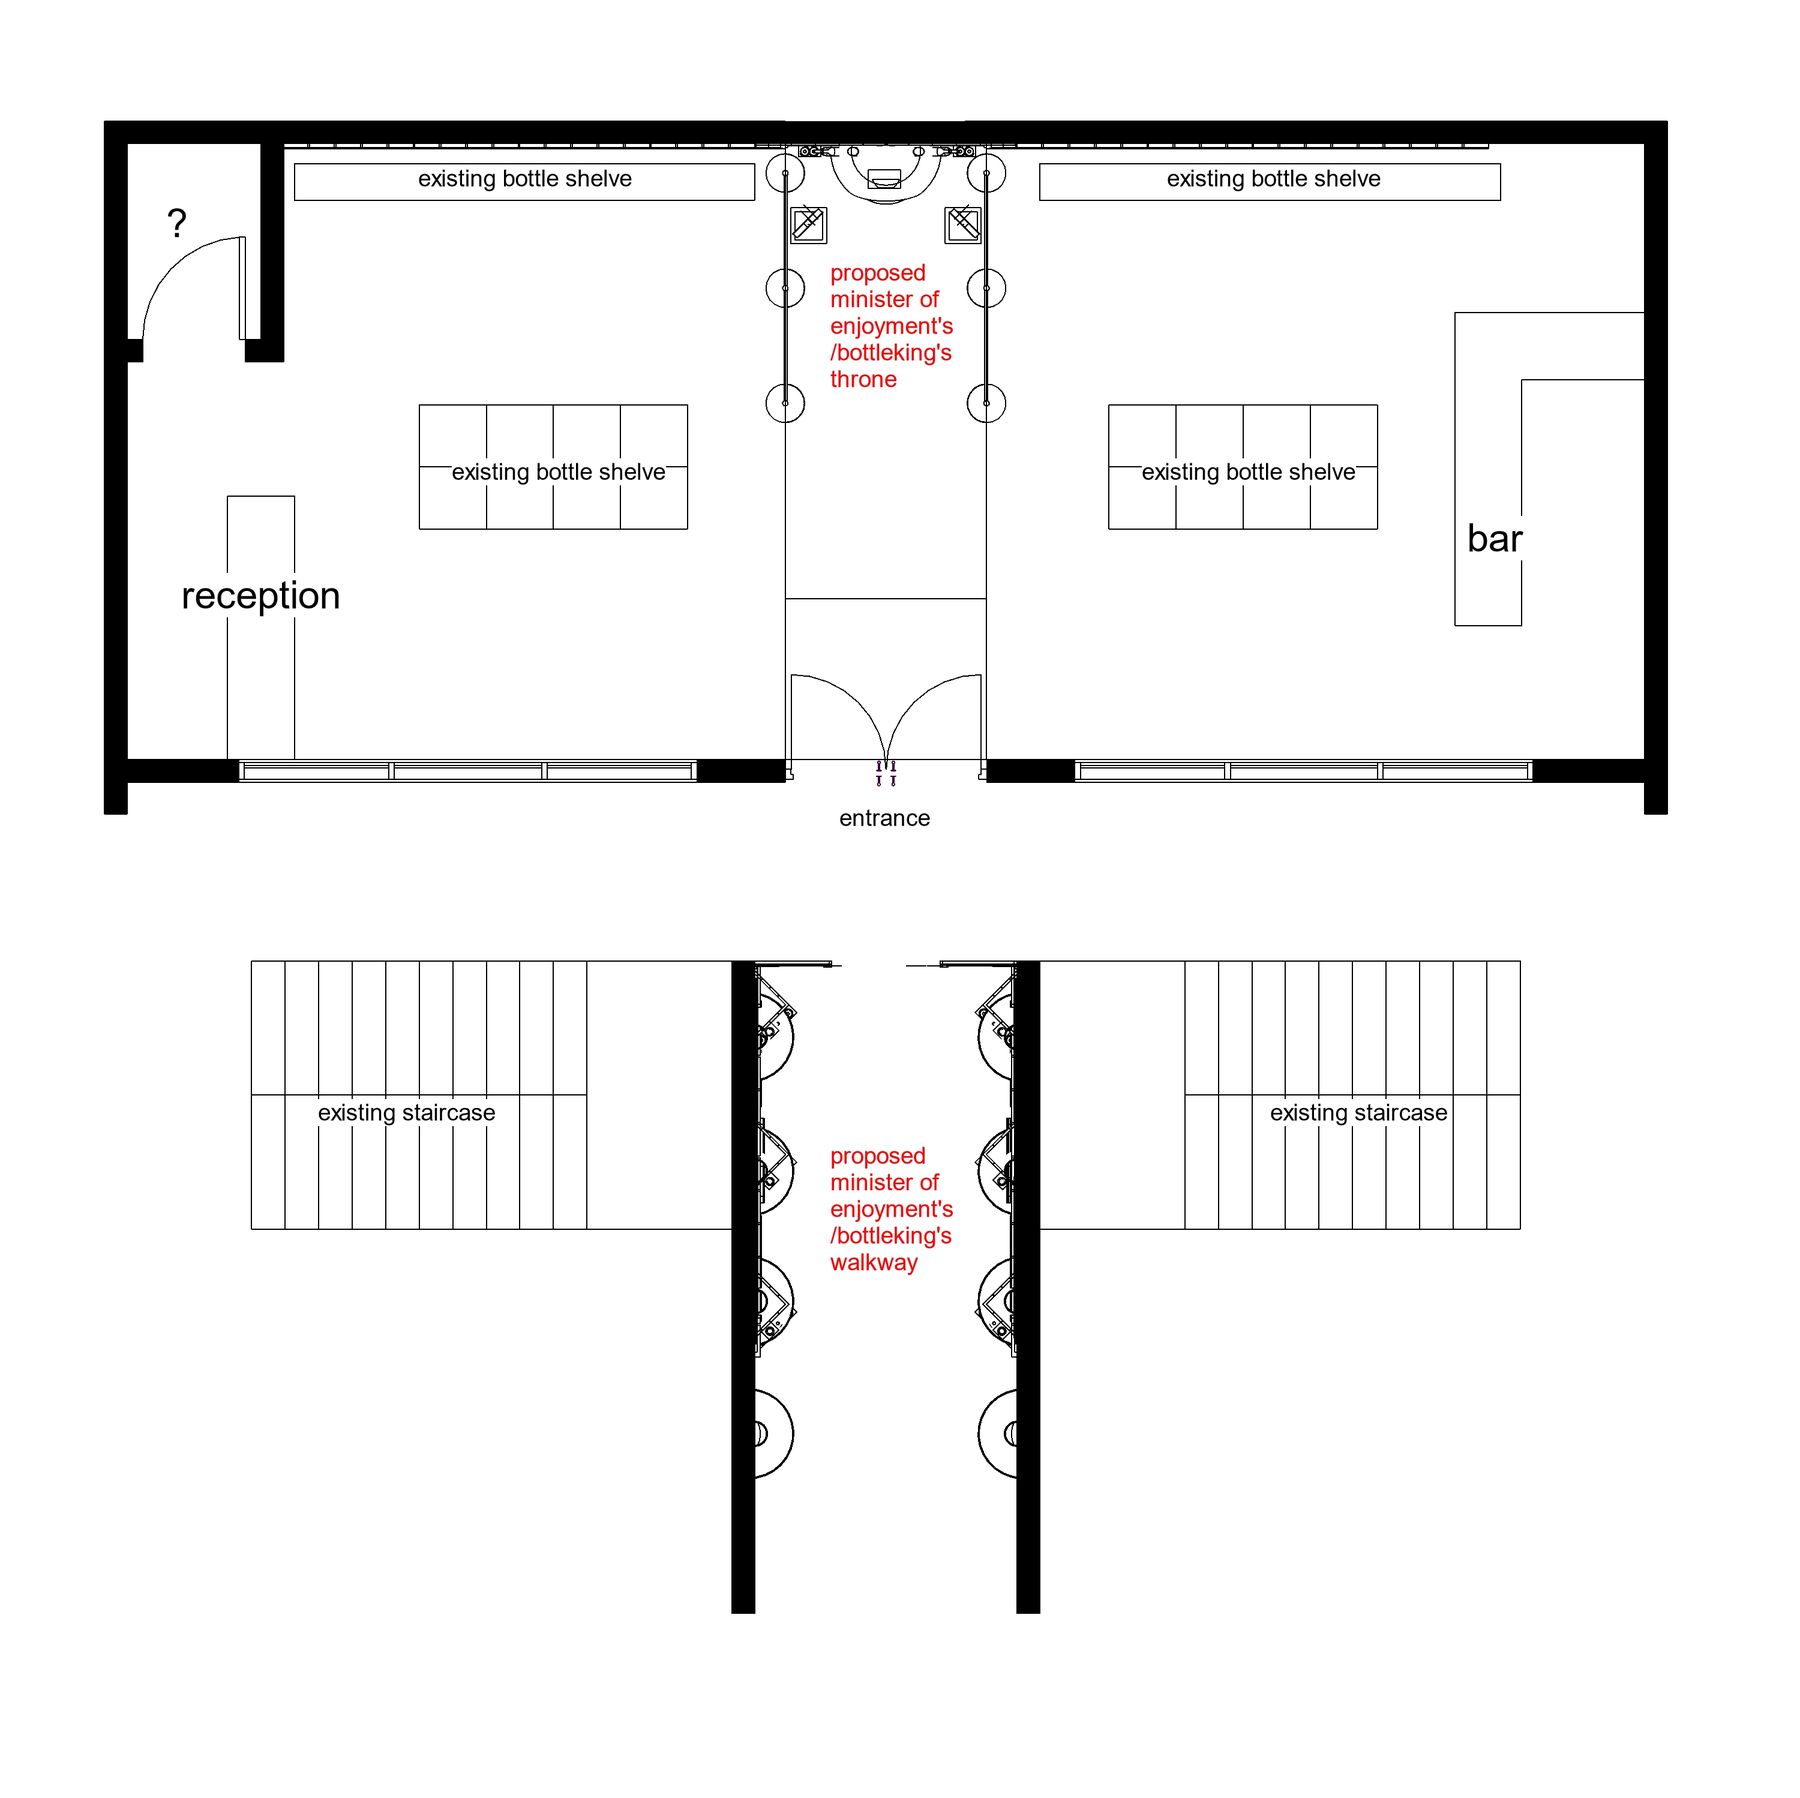 existing bottle shelve
existing bottle shelve
?
proposed
minister of
enjoyment's
/bottleking's
throne
existing bottle shelve
existing bottle shelve
bar
reception
entrance
existing staircase
existing staircase
proposed
minister of
enjoyment's
/bottleking's
walkway